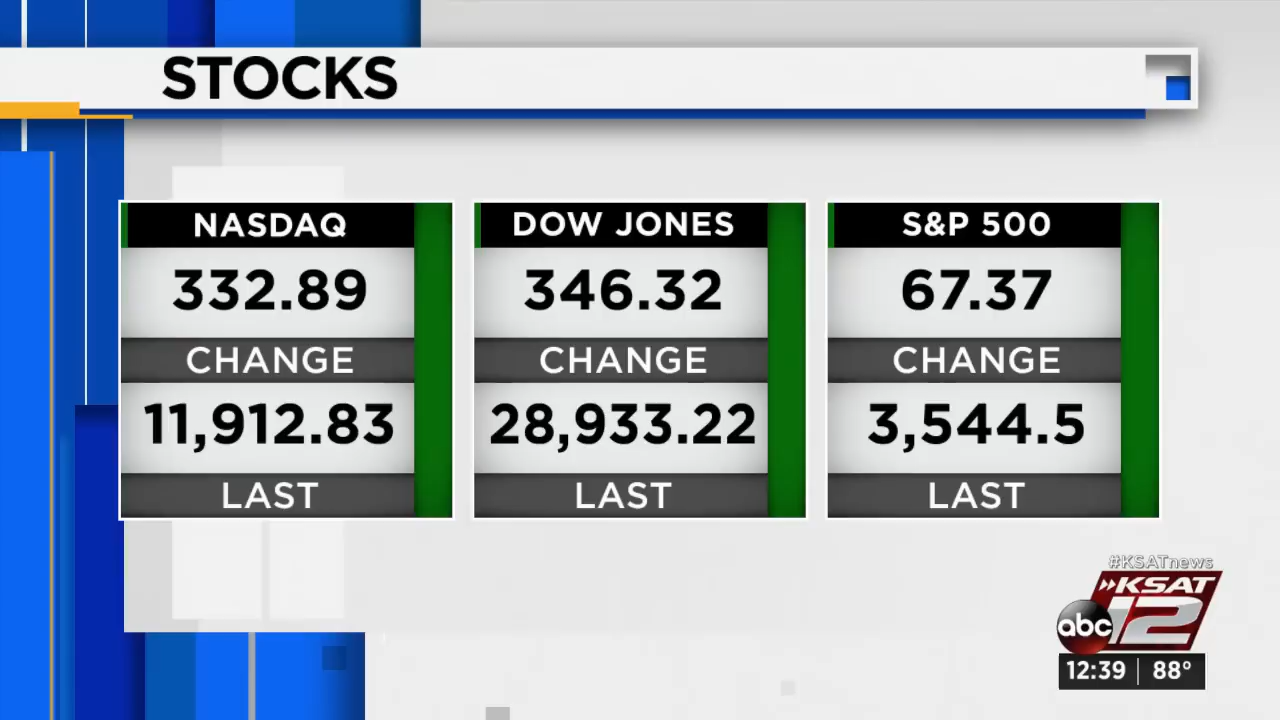 STOCKS
NASDAQ
332.89
CHANGE
11,912.83
LAST
DOW JONES
346.32
CHANGE
28,933.22
LAST
S&P 500
67.37
CHANGE
3,544.5
LAST
#KSATnews
KSAT
abc 12
12:39 88°